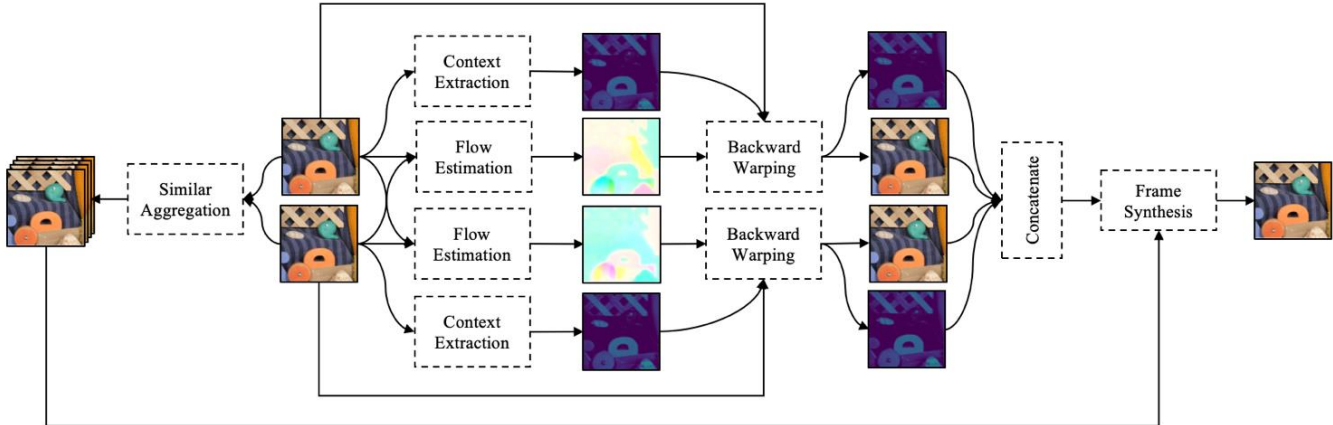 Similar
Aggregation
Context
Extraction
Flow
Estimation
Flow
Estimation
Context
Extraction
Backward
Warping
Backward
Warping
Concatenate
Frame
Synthesis